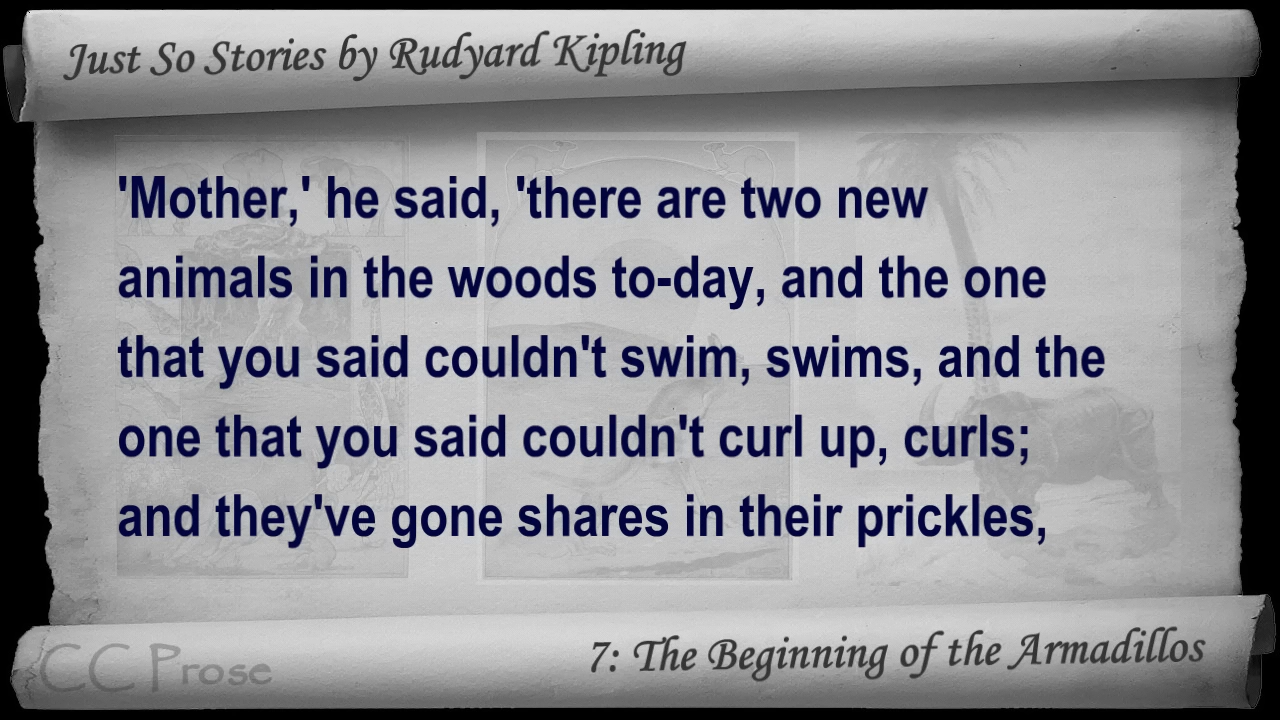 Just So Stories by Rudyard Kipling
'Mother,' he said, 'there are two new
animals in the woods to-day, and the one
that you said couldn't swim, swims, and the
one that you said couldn't curl up, curls;
and they've gone shares in their prickles,
CC Prose
7: The Beginning of the Armadillos